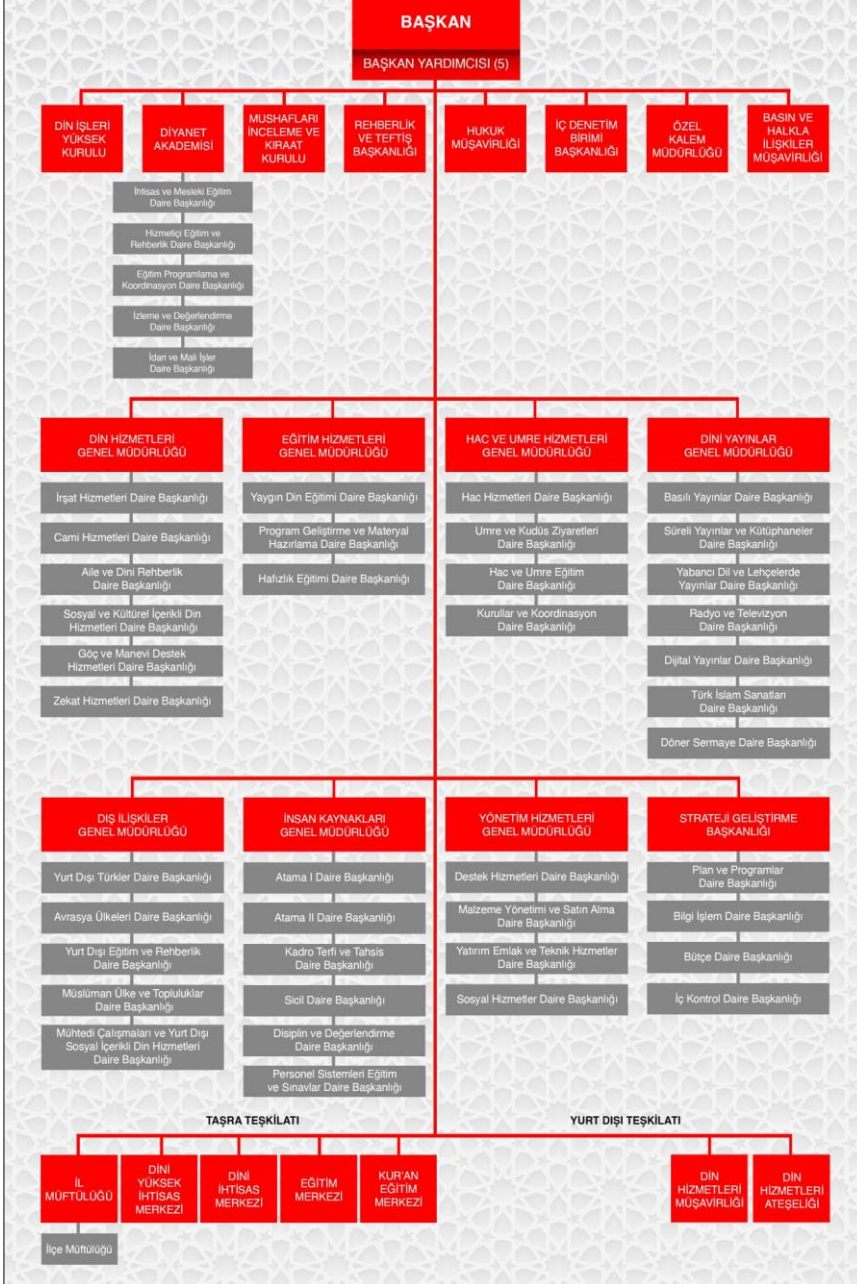 BAŞKAN
BAŞKAN YARDIMCISI (5)
DİN İŞLERİ
YÜKSEK
KURULU
DİYANET
AKADEMİSİ
MUSHAFLARI
İNCELEME VE
KIRAAT
KURULU
REHBERLİK
VE TEFTİŞ
BAŞKANLIĞI
HUKUK
MÜŞAVİRLİĞİ
İÇ DENETİM
BİRİMİ
BAŞKANLIĞI
ÖZEL
KALEM
MÜDÜRLÜĞÜ
BASIN VE
HALKLA
İLİŞKİLER
MÜŞAVİRLİĞİ
İhtisas ve Mesleki Eğitim
Daire Başkanlığı
Hizmetiçi Eğitim ve
Rehberlik Daire Başkanlığı
Eğitim Programlama ve
Koordinasyon Daire Başkanlığı
İzleme ve Değerlendirme
Daire Başkanlığı
İdari ve Mali İşler
Daire Başkanlığı
DİN HİZMETLERİ
GENEL MÜDÜRLÜĞÜ
İrşat Hizmetleri Daire Başkanlığı
Cami Hizmetleri Daire Başkanlığı
Aile ve Dini Rehberlik
Daire Başkanlığı
Sosyal ve Kültürel İçerikli Din
Hizmetleri Daire Başkanlığı
Göç ve Manevi Destek
Hizmetleri Daire Başkanlığı
Zekat Hizmetleri Daire Başkanlığı
EĞİTİM HİZMETLERİ
GENEL MÜDÜRLÜĞÜ
Yaygın Din Eğitimi Daire Başkanlığı
Program Geliştirme ve Materyal
Hazırlama Daire Başkanlığı
Hafızlık Eğitimi Daire Başkanlığı
HAC VE UMRE HİZMETLERİ
GENEL MÜDÜRLÜĞÜ
Hac Hizmetleri Daire Başkanlığı
Umre ve Kudüs Ziyaretleri
Daire Başkanlığı
Hac ve Umre Eğitim
Daire Başkanlığı
Kurullar ve Koordinasyon
Daire Başkanlığı
DİNİ YAYINLAR
GENEL MÜDÜRLÜĞÜ
Basılı Yayınlar Daire Başkanlığı
Süreli Yayınlar ve Kütüphaneler
Daire Başkanlığı
Yabancı Dil ve Lehçelerde
Yayınlar Daire Başkanlığı
Radyo ve Televizyon
Daire Başkanlığı
Dijital Yayınlar Daire Başkanlığı
Türk İslam Sanatları
Daire Başkanlığı
Döner Sermaye Daire Başkanlığı
DIŞ İLİŞKİLER
GENEL MÜDÜRLÜĞÜ
Yurt Dışı Türkler Daire Başkanlığı
Avrasya Ülkeleri Daire Başkanlığı
Yurt Dışı Eğitim ve Rehberlik
Daire Başkanlığı
Müslüman Ülke ve Topluluklar
Daire Başkanlığı
Mühtedi Çalışmaları ve Yurt Dışı
Sosyal İçerikli Din Hizmetleri
Daire Başkanlığı
İNSAN KAYNAKLARI
GENEL MÜDÜRLÜĞÜ
Atama I Daire Başkanlığı
Atama II Daire Başkanlığı
Kadro Terfi ve Tahsis
Daire Başkanlığı
Sicil Daire Başkanlığı
Disiplin ve Değerlendirme
Daire Başkanlığı
Personel Sistemleri Eğitim
ve Sınavlar Daire Başkanlığı
YÖNETİM HİZMETLERİ
GENEL MÜDÜRLÜĞÜ
Destek Hizmetleri Daire Başkanlığı
Malzeme Yönetimi ve Satın Alma
Daire Başkanlığı
Yatırım Emlak ve Teknik Hizmetler
Daire Başkanlığı
Sosyal Hizmetler Daire Başkanlığı
STRATEJİ GELİŞTİRME
BAŞKANLIĞI
Plan ve Programlar
Daire Başkanlığı
Bilgi İşlem Daire Başkanlığı
Bütçe Daire Başkanlığı
İç Kontrol Daire Başkanlığı
TAŞRA TEŞKİLATI
YURT DIŞI TEŞKİLATI
İL
MÜFTÜLÜĞÜ
DİNİ
YÜKSEK
İHTİSAS
MERKEZİ
DİNİ
İHTİSAS
MERKEZİ
EĞİTİM
MERKEZİ
KUR'AN
EĞİTİM
MERKEZİ
DİN
HİZMETLERİ
MÜŞAVİRLİĞİ
DİN
HİZMETLERİ
ATEŞELİĞİ
İlçe Müftülüğü